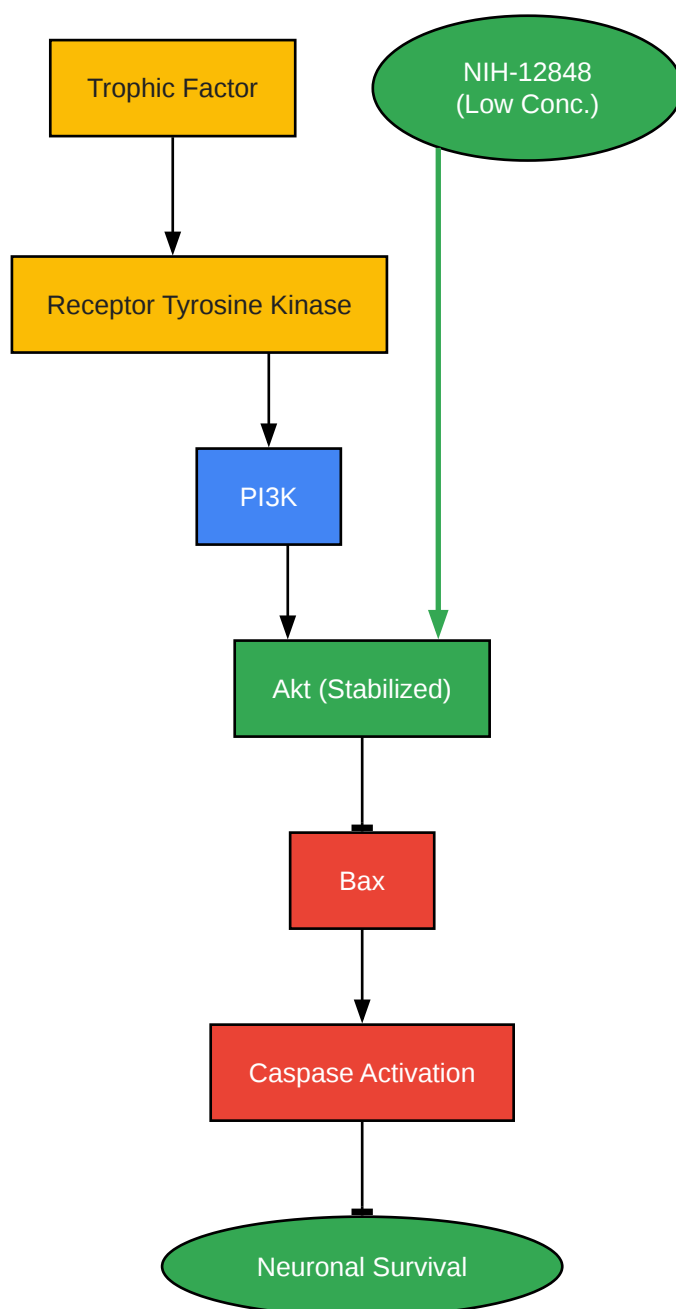 Trophic Factor
NIH-12848
(Low Conc.)
Receptor Tyrosine Kinase
PI3K
Akt (Stabilized)
Bax
Caspase Activation
Neuronal Survival